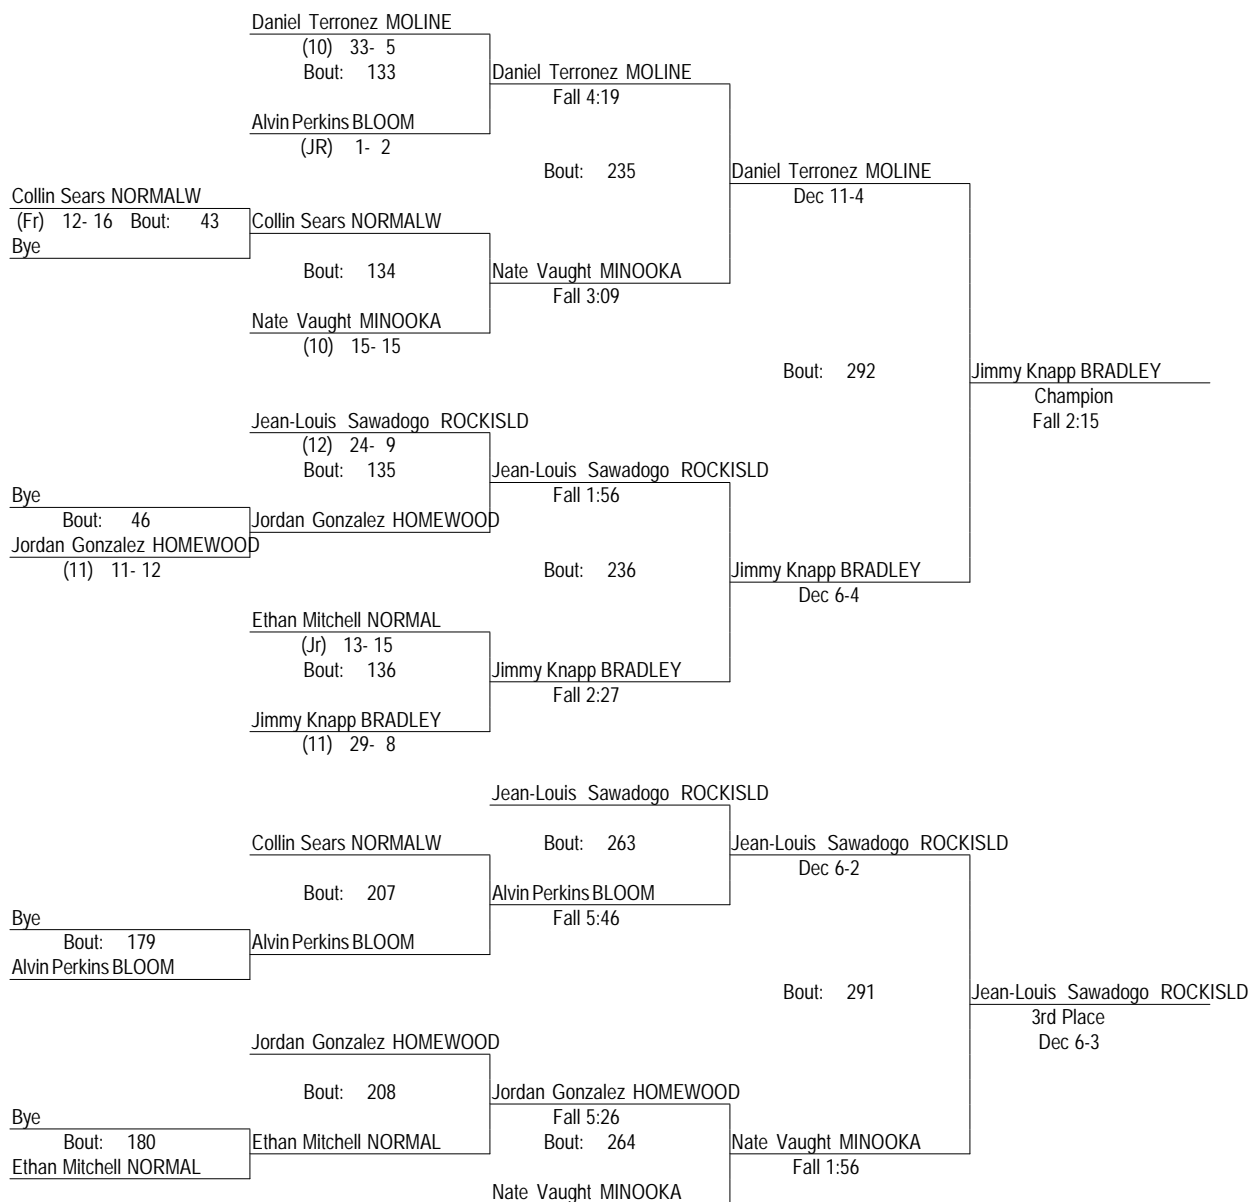 Daniel Terronez MOLINE
(10) 33- 5
Bout: 133
Daniel Terronez MOLINE
Fall 4:19
Alvin Perkins BLOOM
(JR) 1- 2
Bout: 235
Daniel Terronez MOLINE
Dec 11-4
Collin Sears NORMALW
(Fr) 12- 16 Bout: 43
Bye
Collin Sears NORMALW
Bout: 134
Nate Vaught MINOOKA
Fall 3:09
Nate Vaught MINOOKA
(10) 15- 15
Bout: 292
Jimmy Knapp BRADLEY
Champion
Fall 2:15
Jean-Louis Sawadogo ROCKISLD
(12) 24- 9
Bout: 135
Jean-Louis Sawadogo ROCKISLD
Fall 1:56
Bye
Bout: 46
Jordan Gonzalez HOMEWOOD
(11) 11- 12
Jordan Gonzalez HOMEWOOD
Bout: 236
Jimmy Knapp BRADLEY
Dec 6-4
Ethan Mitchell NORMAL
(Jr) 13- 15
Bout: 136
Jimmy Knapp BRADLEY
Fall 2:27
Jimmy Knapp BRADLEY
(11) 29- 8
Jean-Louis Sawadogo ROCKISLD
Collin Sears NORMALW
Bout: 263
Jean-Louis Sawadogo ROCKISLD
Dec 6-2
Bout: 207
Alvin Perkins BLOOM
Fall 5:46
Bye
Bout: 179
Alvin Perkins BLOOM
Alvin Perkins BLOOM
Bout: 291
Jean-Louis Sawadogo ROCKISLD
3rd Place
Dec 6-3
Jordan Gonzalez HOMEWOOD
Bout: 208
Jordan Gonzalez HOMEWOOD
Fall 5:26
Bye
Bout: 180
Ethan Mitchell NORMAL
Ethan Mitchell NORMAL
Bout: 264
Nate Vaught MINOOKA
Fall 1:56
Nate Vaught MINOOKA